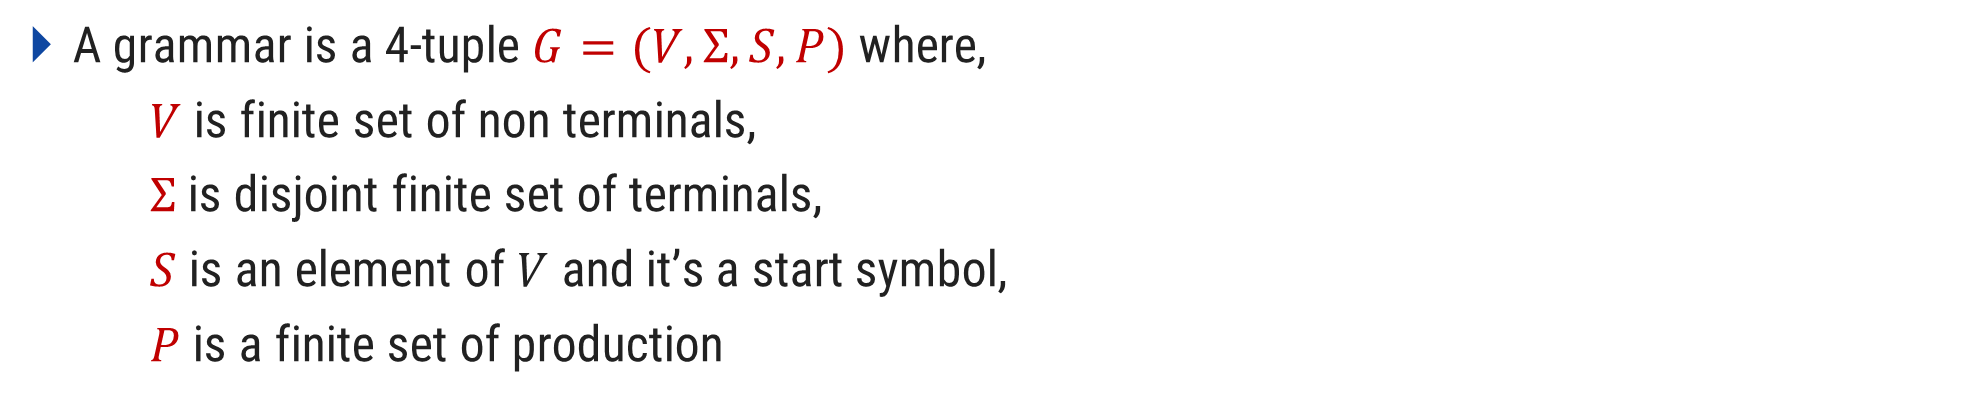 A grammar is a 4-tuple G = (V, Σ, S, P) where,
V is finite set of non terminals,
Σ is disjoint finite set of terminals,
S is an element of V and it’s a start symbol,
P is a finite set of production